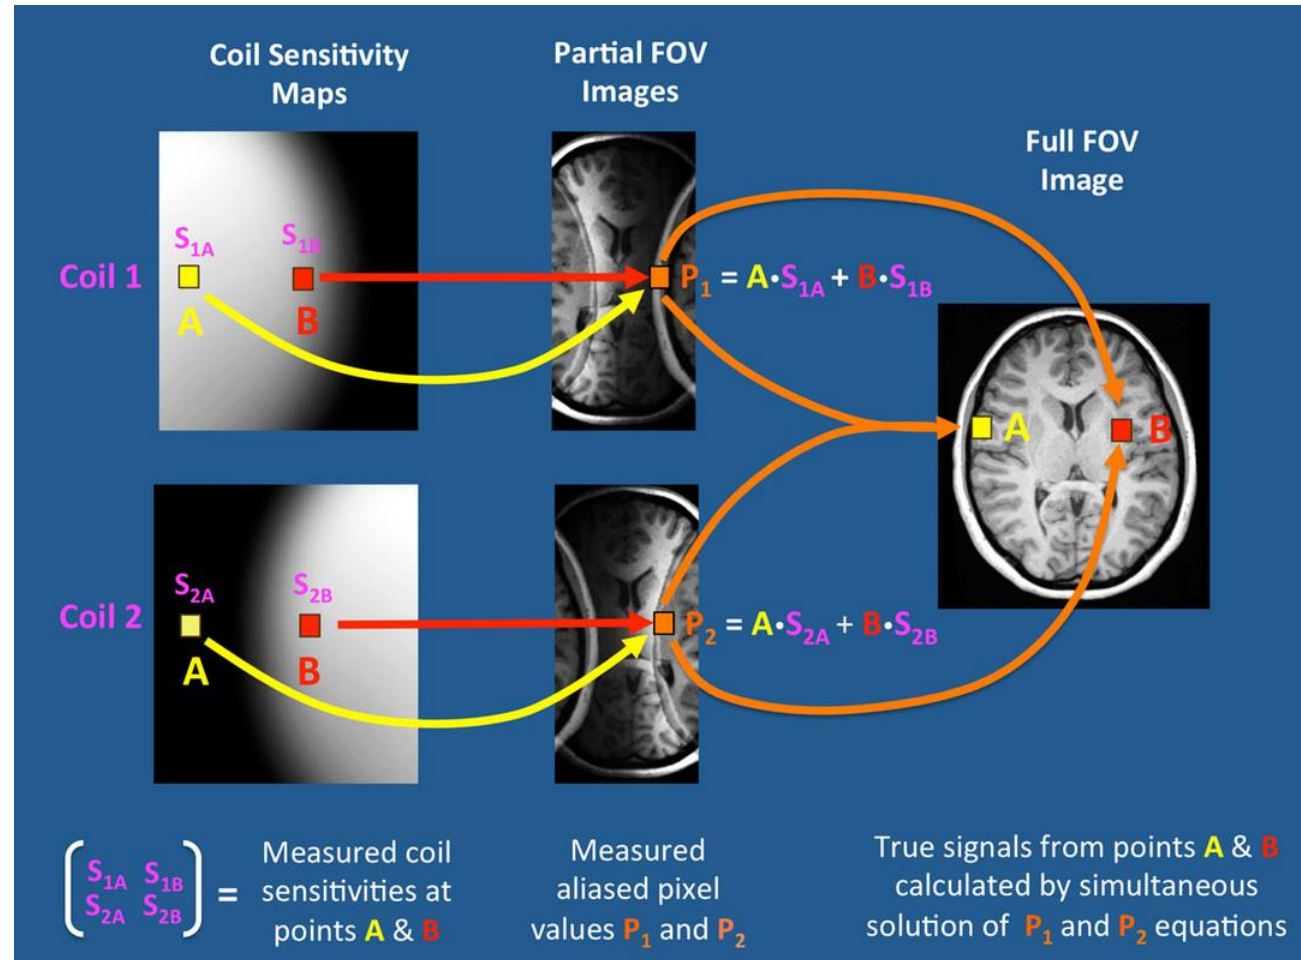 Coil Sensitivity
Maps
Partial FOV
Images
Full FOV
Image
Coil 1
S1A
S1B
A
B
P1 = A·S1A + B·S1B
A
B
Coil 2
S2A
S2B
A
B
P2 = A·S2A + B·S2B
S1A S1B
S2A S2B
=
Measured coil
sensitivities at
points A & B
Measured
aliased pixel
values P1 and P2
True signals from points A & B
calculated by simultaneous
solution of P1 and P2 equations